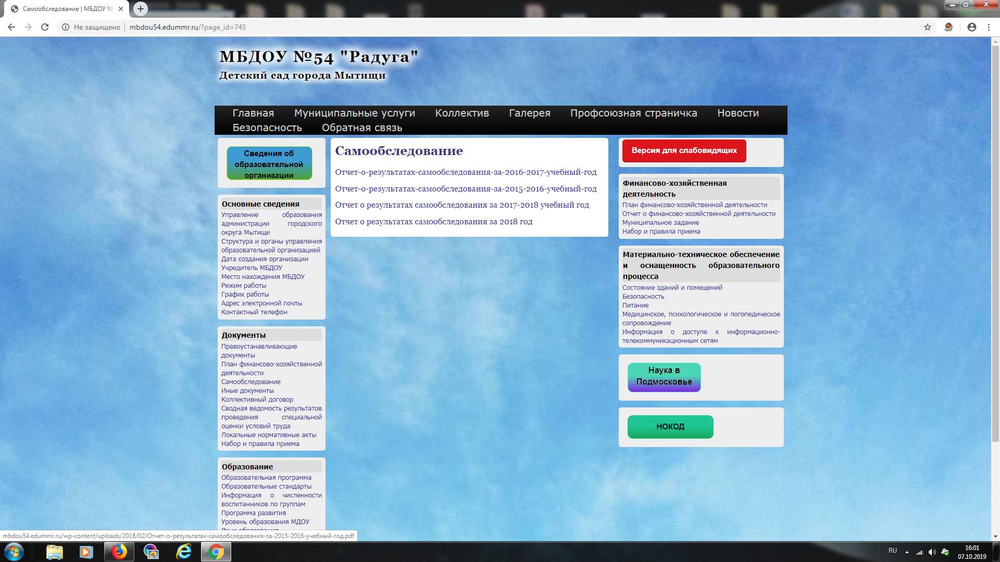 Самообследование | МБДОУ №
Не защищено
mbdou54.edummr.ru/?page_id=745
МБДОУ №54 "Радуга"
Детский сад города Мытищи
Главная Муниципальные услуги Коллектив Галерея Профсоюзная страничка Новости
Безопасность Обратная связь
Сведения об
образовательной
организации
Основные сведения
Управление образования
администрации городского
округа Мытищи
Структура и органы управления
образовательной организацией
Дата создания организации
Учредитель МБДОУ
Место нахождения МБДОУ
Режим работы
График работы
Адрес электронной почты
Контактный телефон
Документы
Правоустанавливающие
документы
План финансово-хозяйственной
деятельности
Самообследование
Иные документы
Коллективный договор
Сводная ведомость результатов
проведения специальной
оценки условий труда
Локальные нормативные акты
Набор и правила приема
Образование
Образовательная программа
Образовательные стандарты
Информация о численности
воспитанников по группам
Программа развития
Уровень образования МДОУ
Язык образования
Самообследование
Отчет-о-результатах-самообследования-за-2016-2017-учебный-год
Отчет-о-результатах-самообследования-за-2015-2016-учебный-год
Отчет о результатах самообследования за 2017-2018 учебный год
Отчет о результатах самообследования за 2018 год
Версия для слабовидящих
Финансово-хозяйственная
деятельность
План финансово-хозяйственной деятельности
Отчет о финансово-хозяйственной деятельности
Муниципальное задание
Набор и правила приема
Материально-техническое обеспечение
и оснащенность образовательного
процесса
Состояние зданий и помещений
Безопасность
Питание
Медицинское, психологическое и логопедическое
сопровождение
Информация о доступе к информационно-
телекоммуникационным сетям
Наука в
Подмосковье
НОКОД
mbdou54.edummr.ru/wp-content/uploads/2018/02/Отчет-о-результатах-самообследования-за-2015-2016-учебный-год.pdf
RU
16:01
07.10.2019